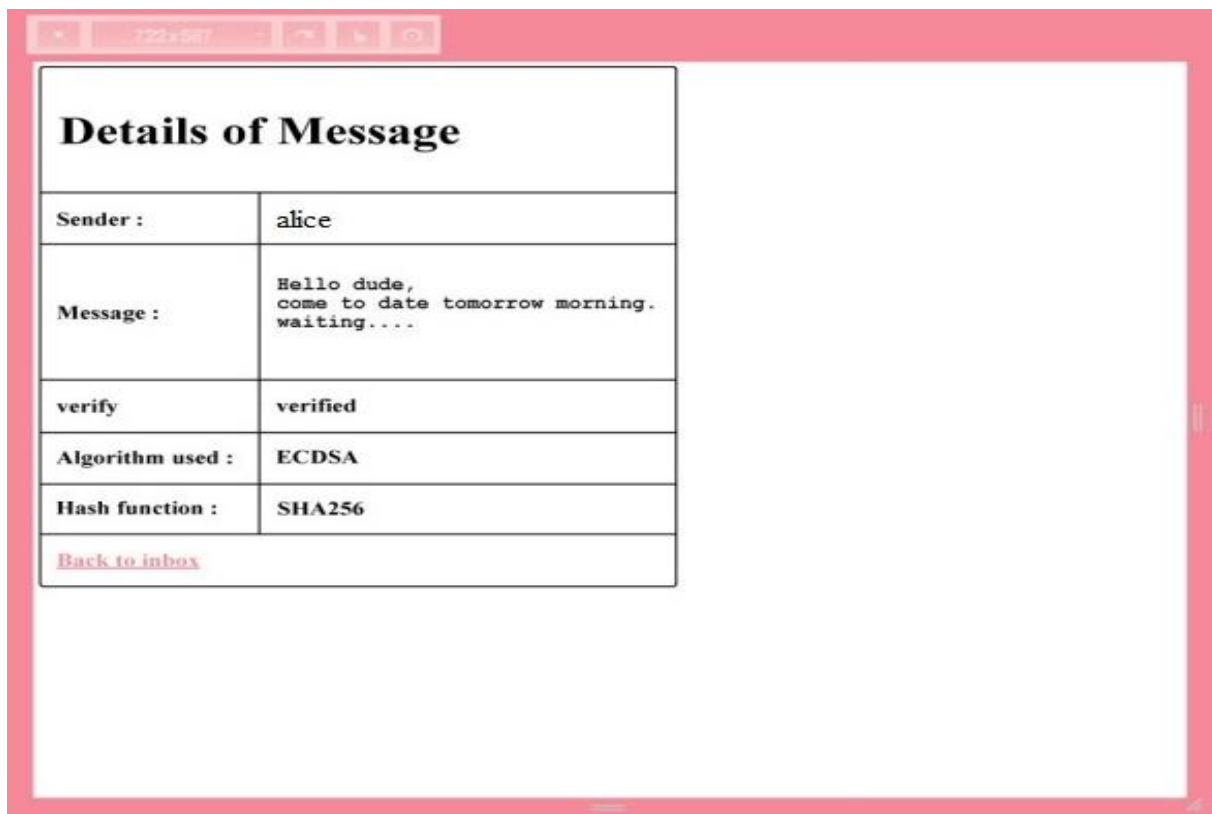 722x587
Details of Message
Sender :
alice
Message :
Hello dude,
come to date tomorrow morning.
waiting....
verify
verified
Algorithm used :
ECDSA
Hash function :
SHA256
Back to inbox